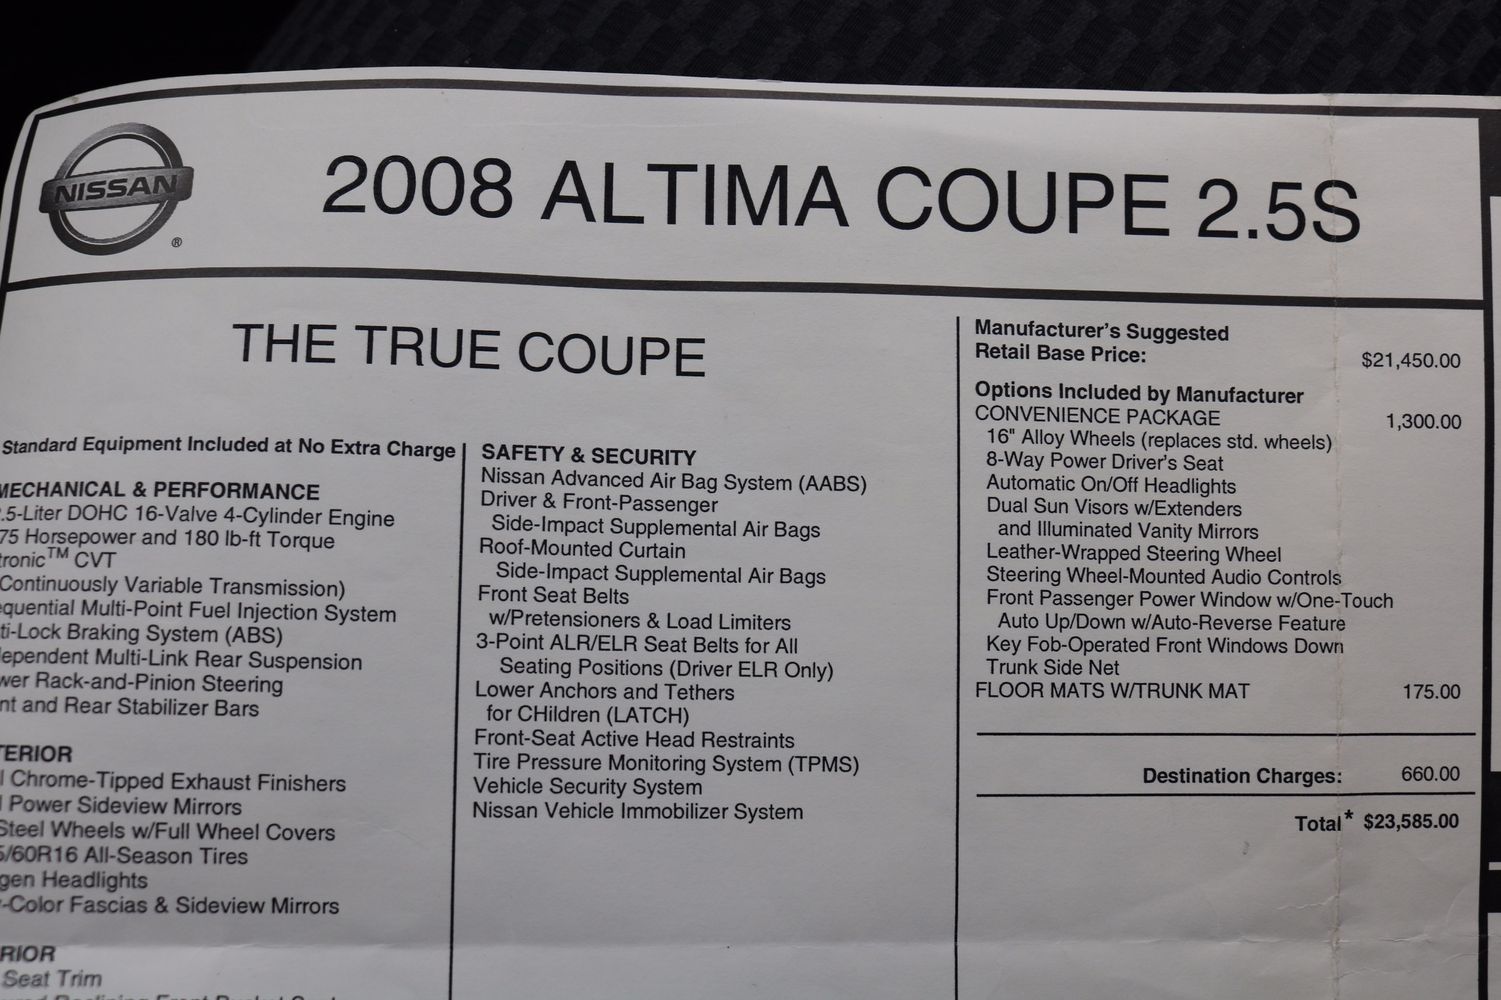 NISSAN
®
2008 ALTIMA COUPE 2.5S
THE TRUE COUPE
Standard Equipment Included at No Extra Charge
MECHANICAL & PERFORMANCE
.5-Liter DOHC 16-Valve 4-Cylinder Engine
75 Horsepower and 180 lb-ft Torque
tronic™ CVT
Continuously Variable Transmission)
equential Multi-Point Fuel Injection System
ti-Lock Braking System (ABS)
dependent Multi-Link Rear Suspension
wer Rack-and-Pinion Steering
nt and Rear Stabilizer Bars
TERIOR
l Chrome-Tipped Exhaust Finishers
l Power Sideview Mirrors
Steel Wheels w/Full Wheel Covers
5/60R16 All-Season Tires
gen Headlights
-Color Fascias & Sideview Mirrors
RIOR
Seat Trim
SAFETY & SECURITY
Nissan Advanced Air Bag System (AABS)
Driver & Front-Passenger
Side-Impact Supplemental Air Bags
Roof-Mounted Curtain
Side-Impact Supplemental Air Bags
Front Seat Belts
w/Pretensioners & Load Limiters
3-Point ALR/ELR Seat Belts for All
Seating Positions (Driver ELR Only)
Lower Anchors and Tethers
for CHildren (LATCH)
Front-Seat Active Head Restraints
Tire Pressure Monitoring System (TPMS)
Vehicle Security System
Nissan Vehicle Immobilizer System
Manufacturer's Suggested
Retail Base Price: $21,450.00
Options Included by Manufacturer
CONVENIENCE PACKAGE 1,300.00
16" Alloy Wheels (replaces std. wheels)
8-Way Power Driver's Seat
Automatic On/Off Headlights
Dual Sun Visors w/Extenders
and Illuminated Vanity Mirrors
Leather-Wrapped Steering Wheel
Steering Wheel-Mounted Audio Controls
Front Passenger Power Window w/One-Touch
Auto Up/Down w/Auto-Reverse Feature
Key Fob-Operated Front Windows Down
Trunk Side Net
FLOOR MATS W/TRUNK MAT 175.00
Destination Charges: 660.00
Total* $23,585.00